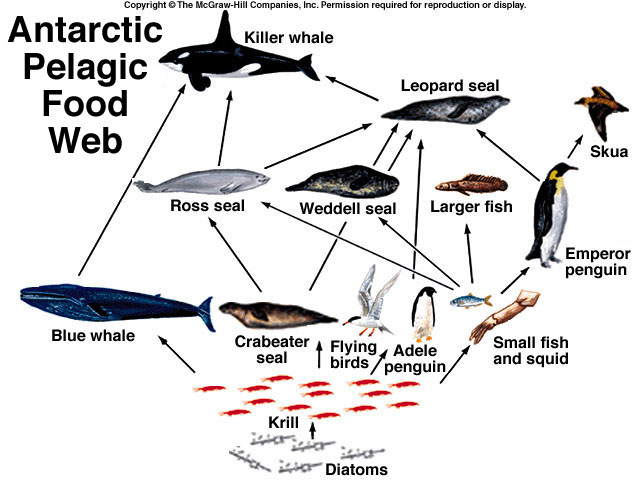 Copyright © The McGraw-Hill Companies, Inc. Permission required for reproduction or display.
Antarctic
Pelagic
Food
Web
Killer whale
Leopard seal
Skua
Ross seal
Weddell seal
Larger fish
Emperor
penguin
Blue whale
Crabeater
seal
Flying
birds
Adele
penguin
Small fish
and squid
Krill
Diatoms